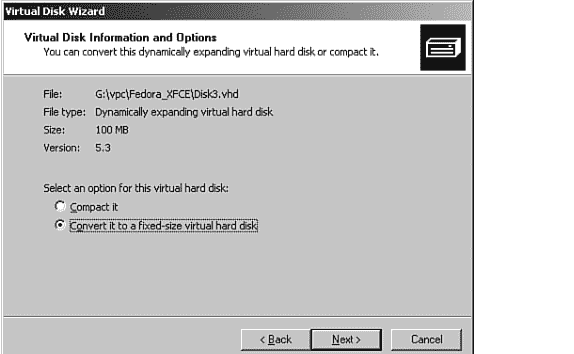 Virtual Disk Wizard
Virtual Disk Information and Options
You can convert this dynamically expanding virtual hard disk or compact it.
File: G:\vpc\Fedora_XFCE\Disk3.vhd
File type: Dynamically expanding virtual hard disk
Size: 100 MB
Version: 5.3
Select an option for this virtual hard disk:
Compact it
Convert it to a fixed-size virtual hard disk
< Back Next > Cancel